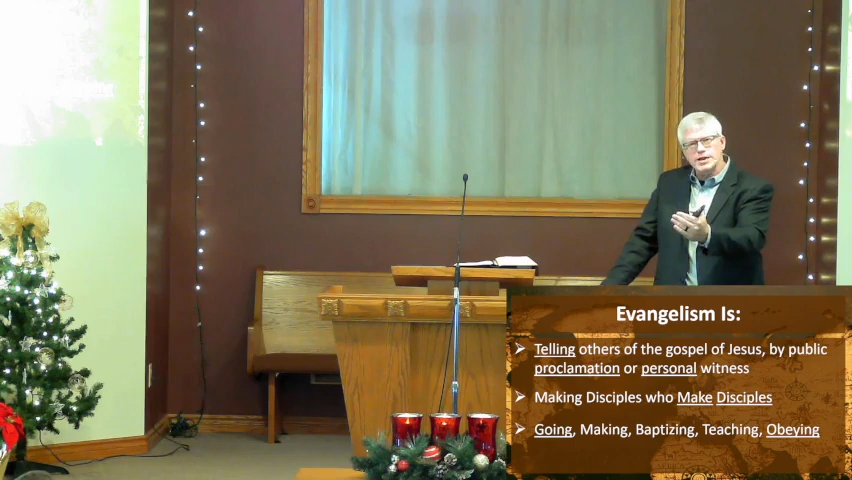 Evangelism Is:
➤ Telling others of the gospel of Jesus, by public
proclamation or personal witness
➤ Making Disciples who Make Disciples
➤ Going, Making, Baptizing, Teaching, Obeying